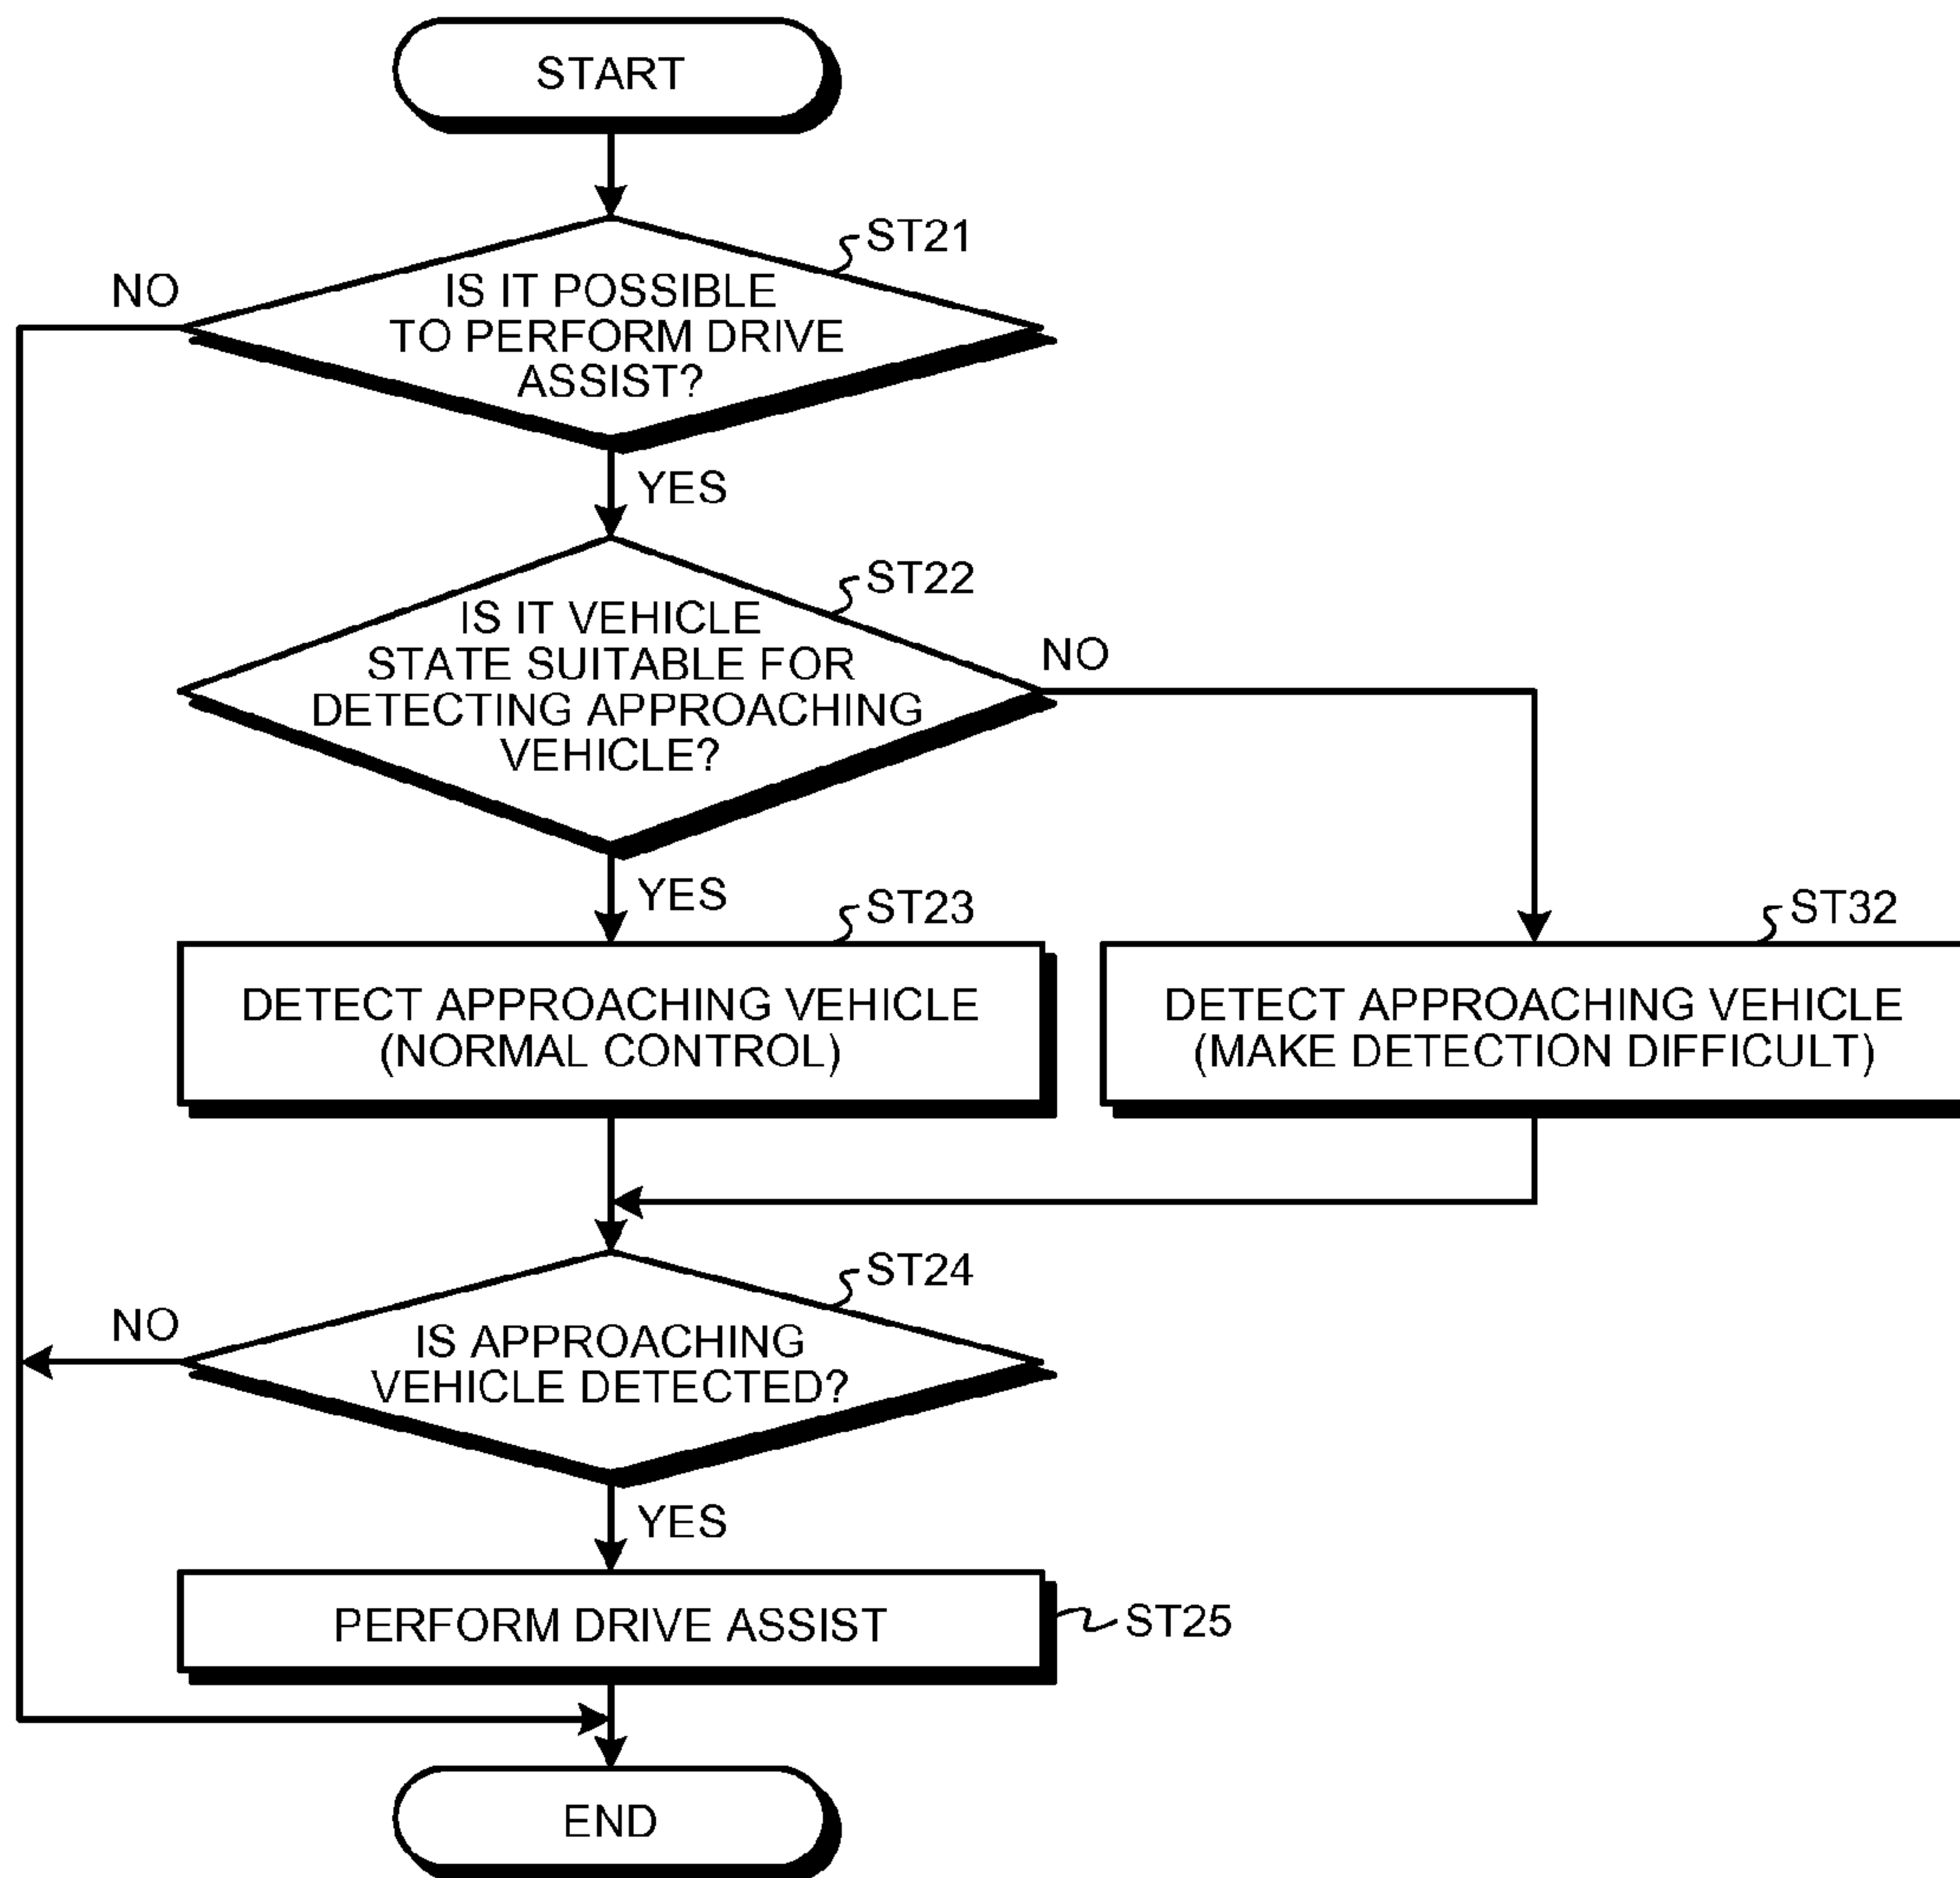 START
ST21
NO
IS IT POSSIBLE
TO PERFORM DRIVE
ASSIST?
YES
ST22
IS IT VEHICLE
STATE SUITABLE FOR
DETECTING APPROACHING
VEHICLE?
NO
YES
ST23
ST32
DETECT APPROACHING VEHICLE
(NORMAL CONTROL)
DETECT APPROACHING VEHICLE
(MAKE DETECTION DIFFICULT)
ST24
NO
IS APPROACHING
VEHICLE DETECTED?
YES
PERFORM DRIVE ASSIST
ST25
END